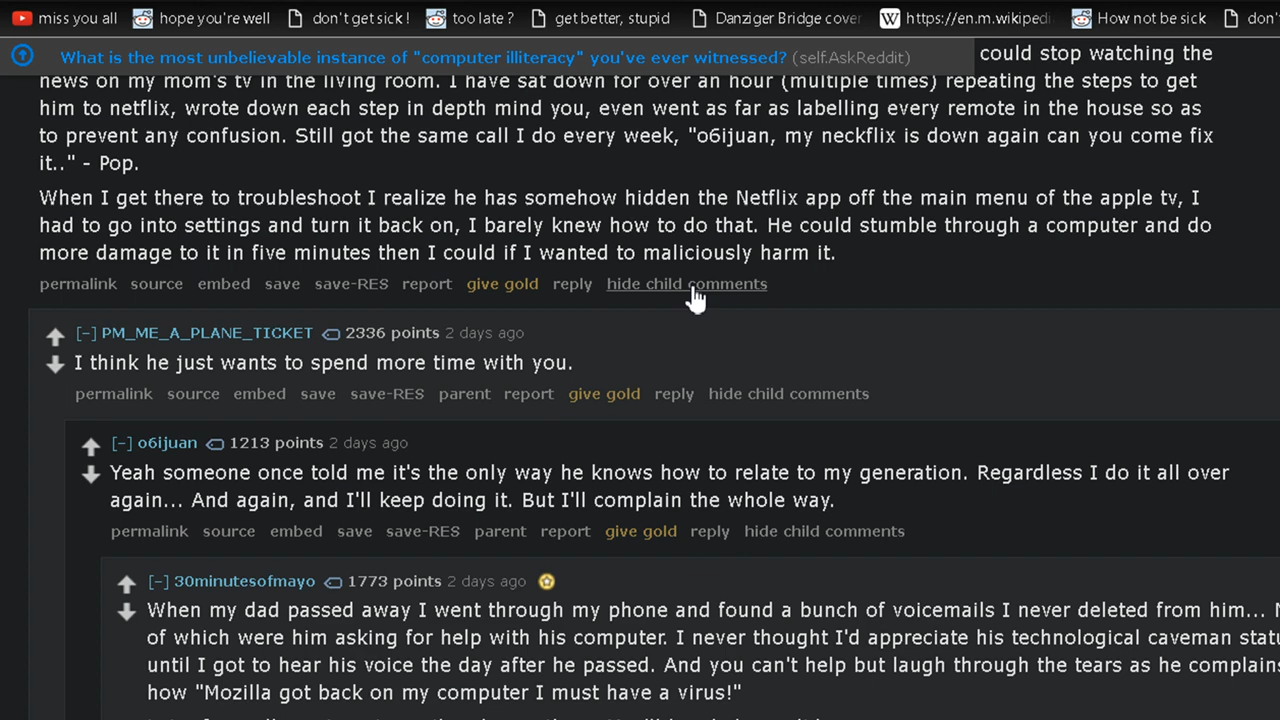 miss you all hope you're well don't get sick ! too late ? get better, stupid Danziger Bridge cover https://en.m.wikipedi How not be sick don'
What is the most unbelievable instance of "computer illiteracy" you've ever witnessed? (self.AskReddit) could stop watching the
news on my mom's tv in the living room. I have sat down for over an hour (multiple times) repeating the steps to get
him to netflix, wrote down each step in depth mind you, even went as far as labelling every remote in the house so as
to prevent any confusion. Still got the same call I do every week, "o6ijuan, my neckflix is down again can you come fix
it.." - Pop.
When I get there to troubleshoot I realize he has somehow hidden the Netflix app off the main menu of the apple tv, I
had to go into settings and turn it back on, I barely knew how to do that. He could stumble through a computer and do
more damage to it in five minutes then I could if I wanted to maliciously harm it.
permalink source embed save save-RES report give gold reply hide child comments
[-] PM_ME_A_PLANE_TICKET 2336 points 2 days ago
I think he just wants to spend more time with you.
permalink source embed save save-RES parent report give gold reply hide child comments
[-] o6ijuan 1213 points 2 days ago
Yeah someone once told me it's the only way he knows how to relate to my generation. Regardless I do it all over
again... And again, and I'll keep doing it. But I'll complain the whole way.
permalink source embed save save-RES parent report give gold reply hide child comments
[-] 30minutesofmayo 1773 points 2 days ago
When my dad passed away I went through my phone and found a bunch of voicemails I never deleted from him...
of which were him asking for help with his computer. I never thought I'd appreciate his technological caveman statu
until I got to hear his voice the day after he passed. And you can't help but laugh through the tears as he complains
how "Mozilla got back on my computer I must have a virus!"